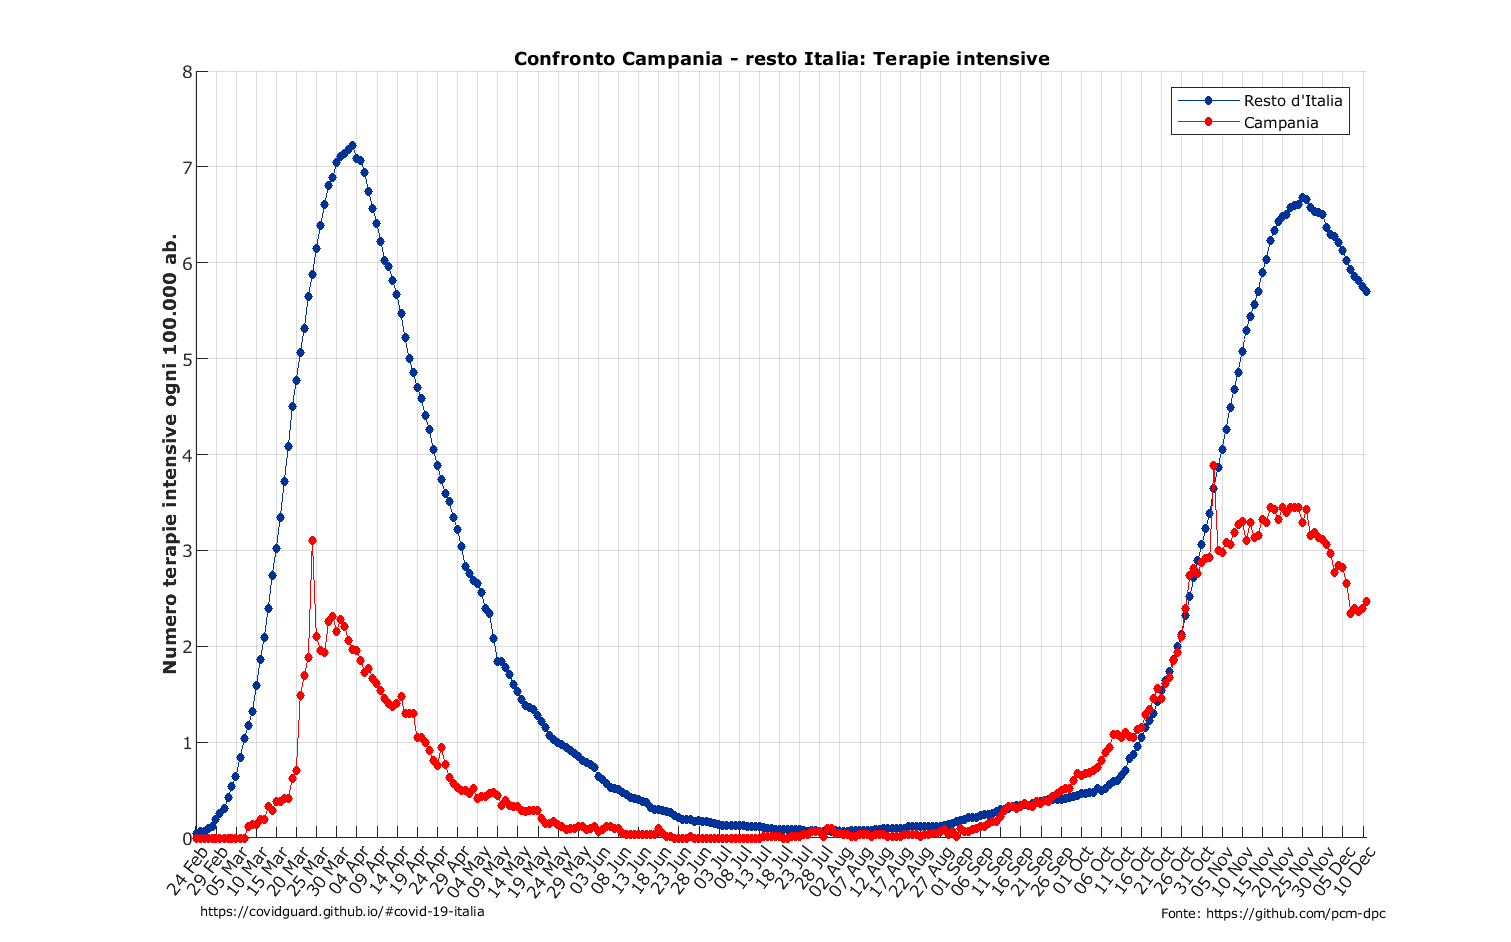 Confronto Campania - resto Italia: Terapie intensive
Resto d'Italia
Campania
Numero terapie intensive ogni 100.000 ab.
8
7
6
5
4
3
2
1
0
24 Feb
29 Feb
05 Mar
10 Mar
15 Mar
20 Mar
25 Mar
30 Mar
04 Apr
09 Apr
14 Apr
19 Apr
24 Apr
29 Apr
04 May
09 May
14 May
19 May
24 May
29 May
03 Jun
08 Jun
13 Jun
18 Jun
23 Jun
28 Jun
03 Jul
08 Jul
13 Jul
18 Jul
23 Jul
28 Jul
02 Aug
07 Aug
12 Aug
17 Aug
22 Aug
27 Aug
01 Sep
06 Sep
11 Sep
16 Sep
21 Sep
26 Sep
01 Oct
06 Oct
11 Oct
16 Oct
21 Oct
26 Oct
31 Oct
05 Nov
10 Nov
15 Nov
20 Nov
25 Nov
30 Nov
05 Dec
10 Dec
https://covidguard.github.io/#covid-19-italia
Fonte: https://github.com/pcm-dpc